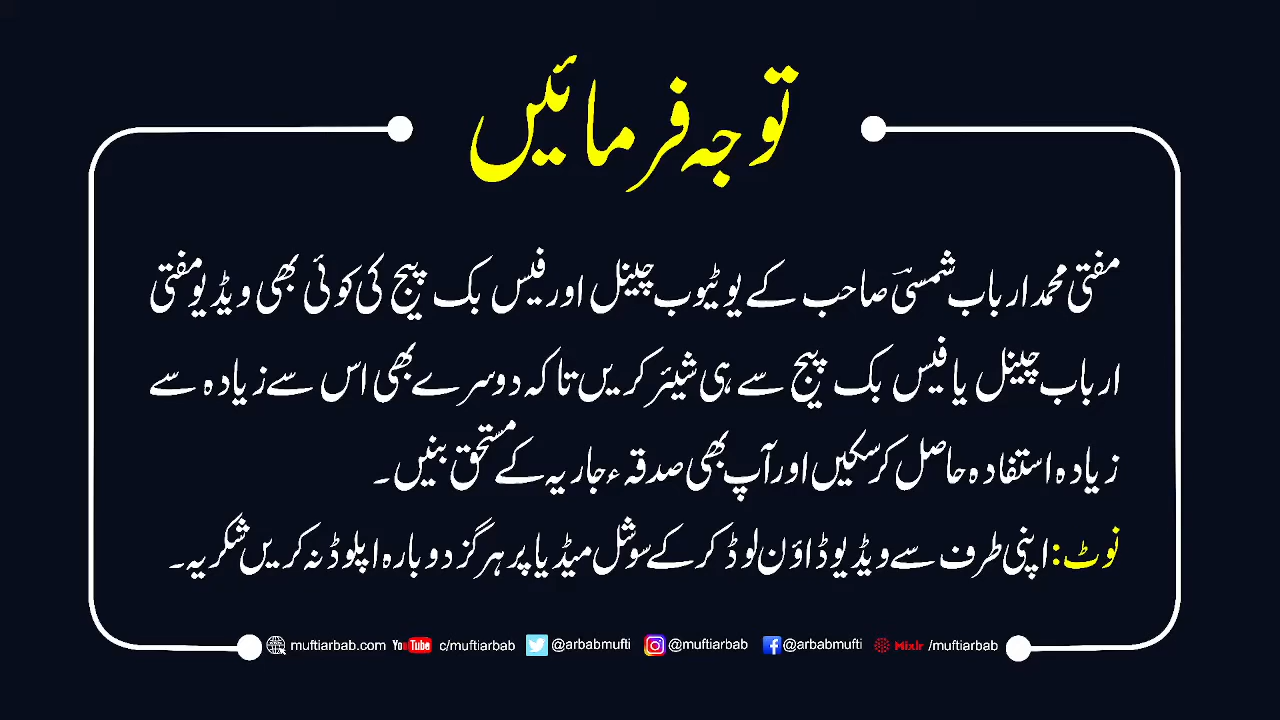 توجہ فرمائیں
مفتی محمد ارباب شمسیؔ صاحب کے یوٹیوب چینل اور فیس بک پیج کی کوئی بھی ویڈیو مفتی
ارباب چینل یا فیس بک پیج سے ہی شیئر کریں تاکہ دوسرے بھی اس سے زیادہ سے
زیادہ استفادہ حاصل کرسکیں اور آپ بھی صدقہء جاریہ کے مستحق بنیں۔
نوٹ: اپنی طرف سے ویڈیو ڈاؤن لوڈ کرکے سوشل میڈیا پر ہرگز دوبارہ اپلوڈ نہ کریں شکریہ۔
muftiarbab.com YouTube c/muftiarbab @arbabmufti @muftiarbab @arbabmufti Mixlr /muftiarbab